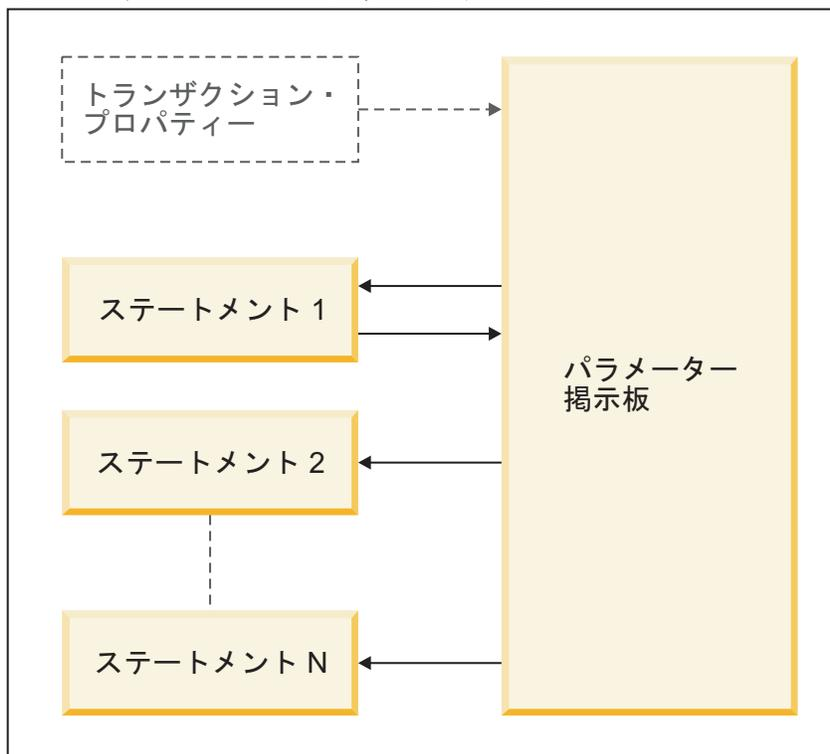 トランザクション・
プロパティー
ステートメント 1
パラメーター
掲示板
ステートメント 2
ステートメント N